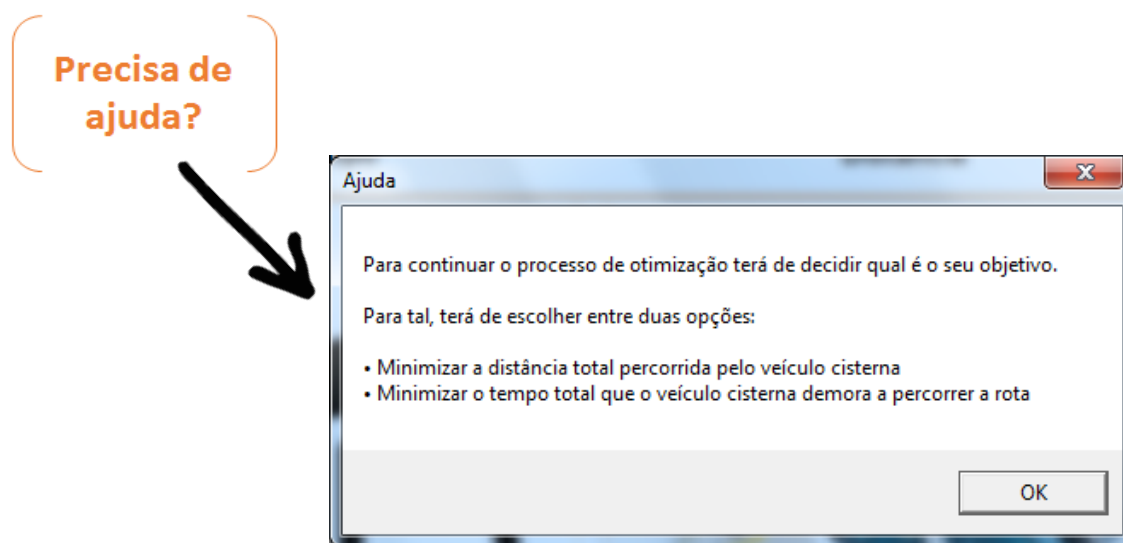 Precisa de
ajuda?
Ajuda
Para continuar o processo de otimização terá de decidir qual é o seu objetivo.
Para tal, terá de escolher entre duas opções:
• Minimizar a distância total percorrida pelo veículo cisterna
• Minimizar o tempo total que o veículo cisterna demora a percorrer a rota
OK